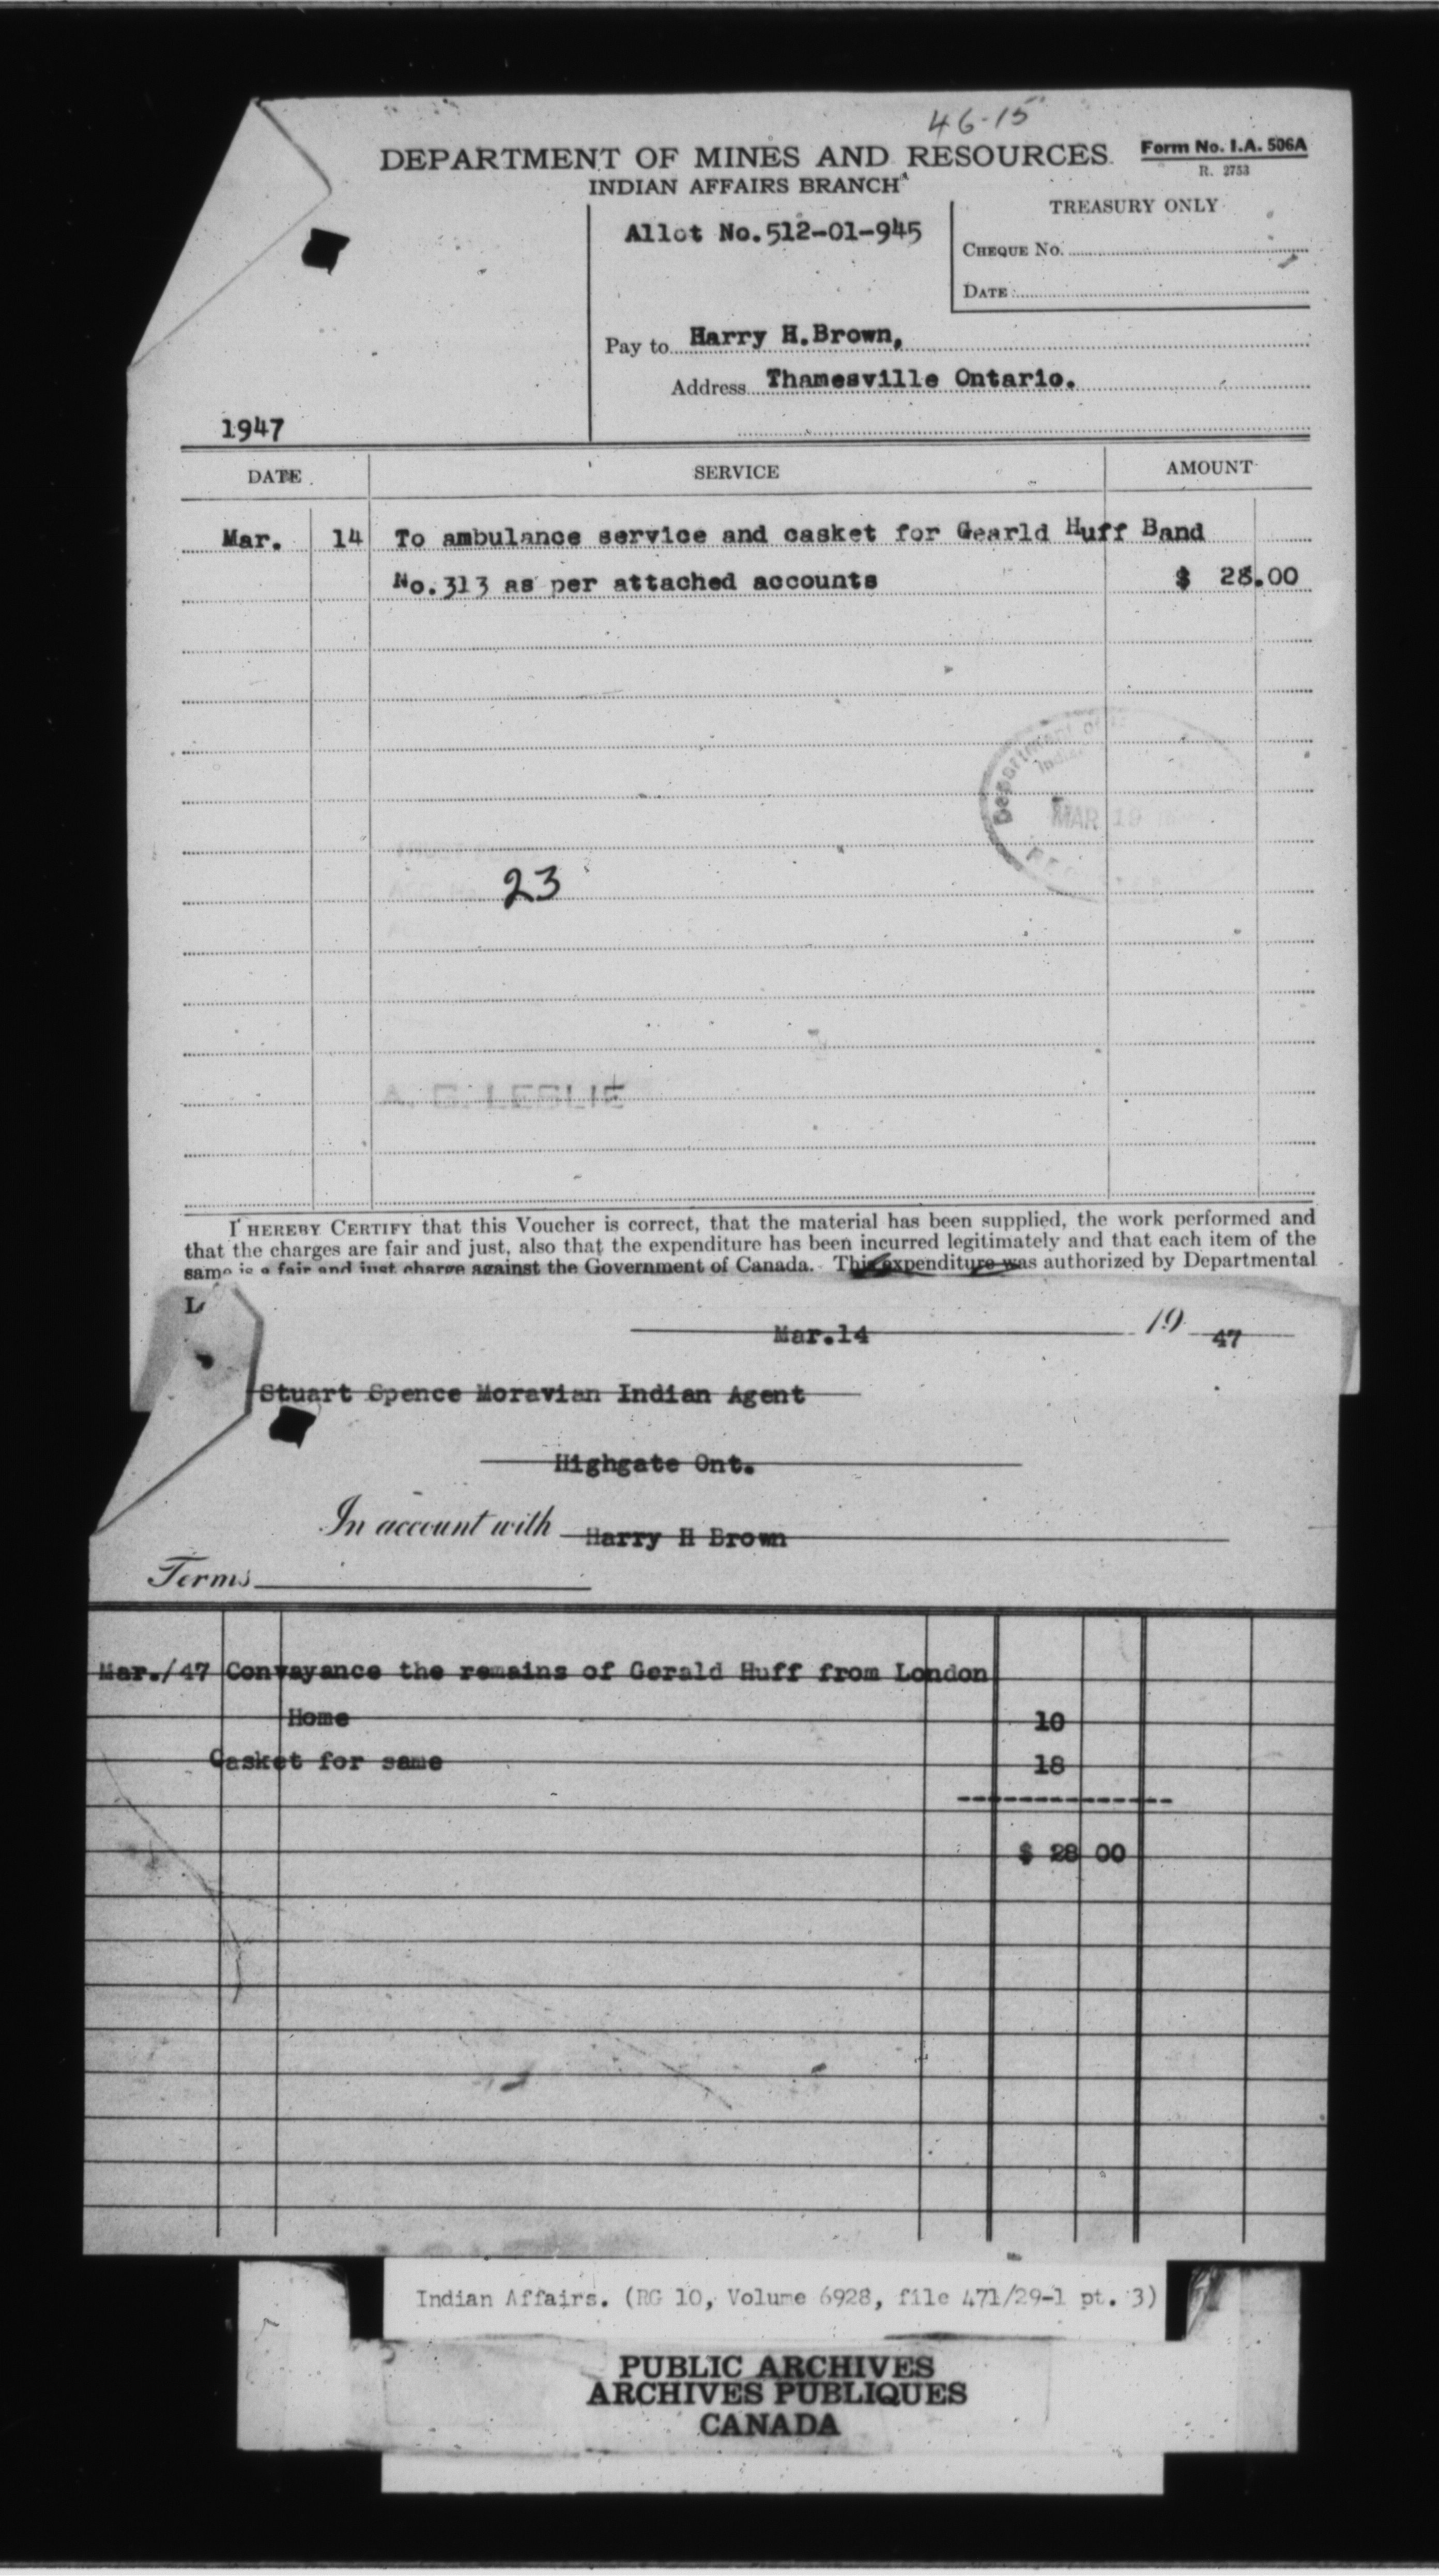 46-15
DEPARTMENT OF MINES AND RESOURCES
Form No. I.A. 506A
R. 2753
INDIAN AFFAIRS BRANCH
TREASURY ONLY
Allot No. 512-01-945
CHEQUE No.
DATE
Pay to Harry H. Brown,
Address Thamesville Ontario.
1947
DATE SERVICE AMOUNT
Mar. 14 To ambulance service and casket for Gearld Huff Band
No. 313 as per attached accounts $ 28.00
Department of
Indian
MAR 19
23
A. G. LESLIE
I HEREBY CERTIFY that this Voucher is correct, that the material has been supplied, the work performed and
that the charges are fair and just, also that the expenditure has been incurred legitimately and that each item of the
same is a fair and just charge against the Government of Canada. This expenditure was authorized by Departmental
L
Mar.14 19 47
Stuart Spence Moravian Indian Agent
Highgate Ont.
In account with Harry H Brown
Terms
Mar./47 Convayance the remains of Gerald Huff from London
Home 10
Casket for same 18
---------------
$ 28 00
Indian Affairs. (RG 10, Volume 6928, file 471/29-1 pt. 3)
PUBLIC ARCHIVES
ARCHIVES PUBLIQUES
CANADA